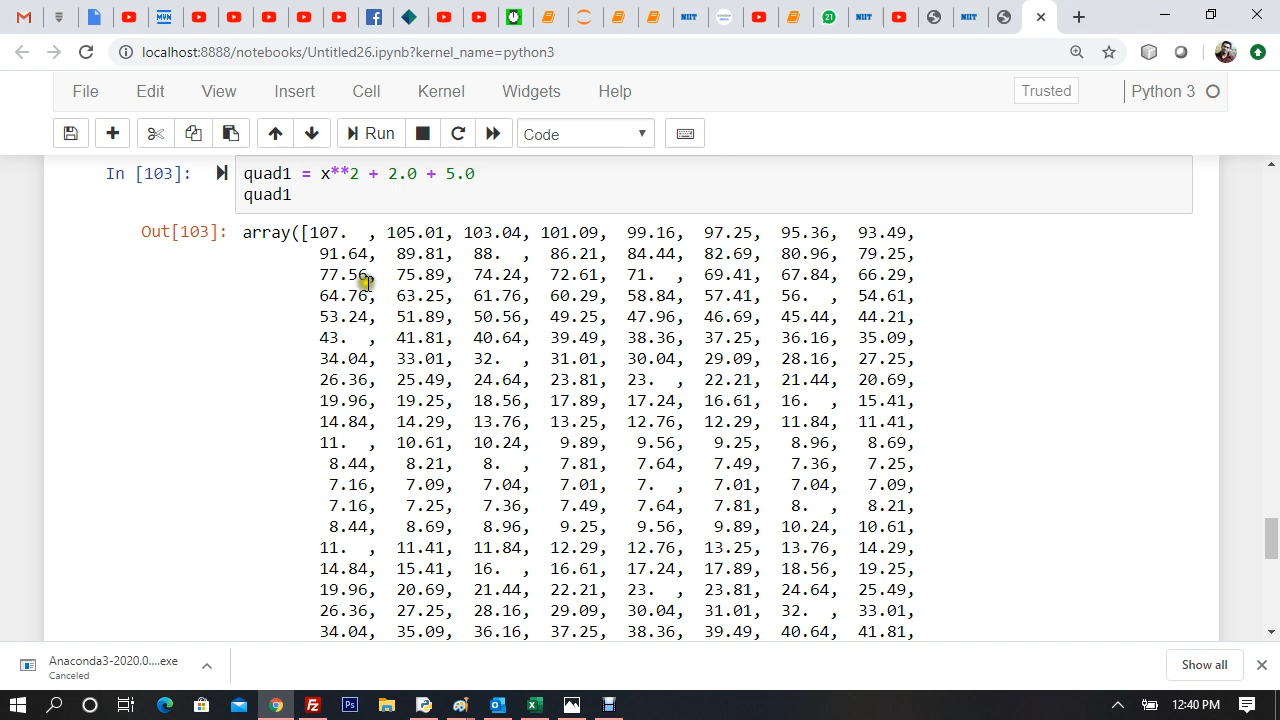 MVN
NIIT
21
NIIT
NIIT
localhost:8888/notebooks/Untitled26.ipynb?kernel_name=python3
File Edit View Insert Cell Kernel Widgets Help Trusted Python 3
Run Code
In [103]: quad1 = x**2 + 2.0 + 5.0
quad1
Out[103]: array([107.  , 105.01, 103.04, 101.09,  99.16,  97.25,  95.36,  93.49,
91.64,  89.81,  88.  ,  86.21,  84.44,  82.69,  80.96,  79.25,
77.56,  75.89,  74.24,  72.61,  71.  ,  69.41,  67.84,  66.29,
64.76,  63.25,  61.76,  60.29,  58.84,  57.41,  56.  ,  54.61,
53.24,  51.89,  50.56,  49.25,  47.96,  46.69,  45.44,  44.21,
43.  ,  41.81,  40.64,  39.49,  38.36,  37.25,  36.16,  35.09,
34.04,  33.01,  32.  ,  31.01,  30.04,  29.09,  28.16,  27.25,
26.36,  25.49,  24.64,  23.81,  23.  ,  22.21,  21.44,  20.69,
19.96,  19.25,  18.56,  17.89,  17.24,  16.61,  16.  ,  15.41,
14.84,  14.29,  13.76,  13.25,  12.76,  12.29,  11.84,  11.41,
11.  ,  10.61,  10.24,   9.89,   9.56,   9.25,   8.96,   8.69,
8.44,   8.21,   8.  ,   7.81,   7.64,   7.49,   7.36,   7.25,
7.16,   7.09,   7.04,   7.01,   7.  ,   7.01,   7.04,   7.09,
7.16,   7.25,   7.36,   7.49,   7.64,   7.81,   8.  ,   8.21,
8.44,   8.69,   8.96,   9.25,   9.56,   9.89,  10.24,  10.61,
11.  ,  11.41,  11.84,  12.29,  12.76,  13.25,  13.76,  14.29,
14.84,  15.41,  16.  ,  16.61,  17.24,  17.89,  18.56,  19.25,
19.96,  20.69,  21.44,  22.21,  23.  ,  23.81,  24.64,  25.49,
26.36,  27.25,  28.16,  29.09,  30.04,  31.01,  32.  ,  33.01,
34.04,  35.09,  36.16,  37.25,  38.36,  39.49,  40.64,  41.81,
Anaconda3-2020.0....exe
Canceled
Show all
12:40 PM